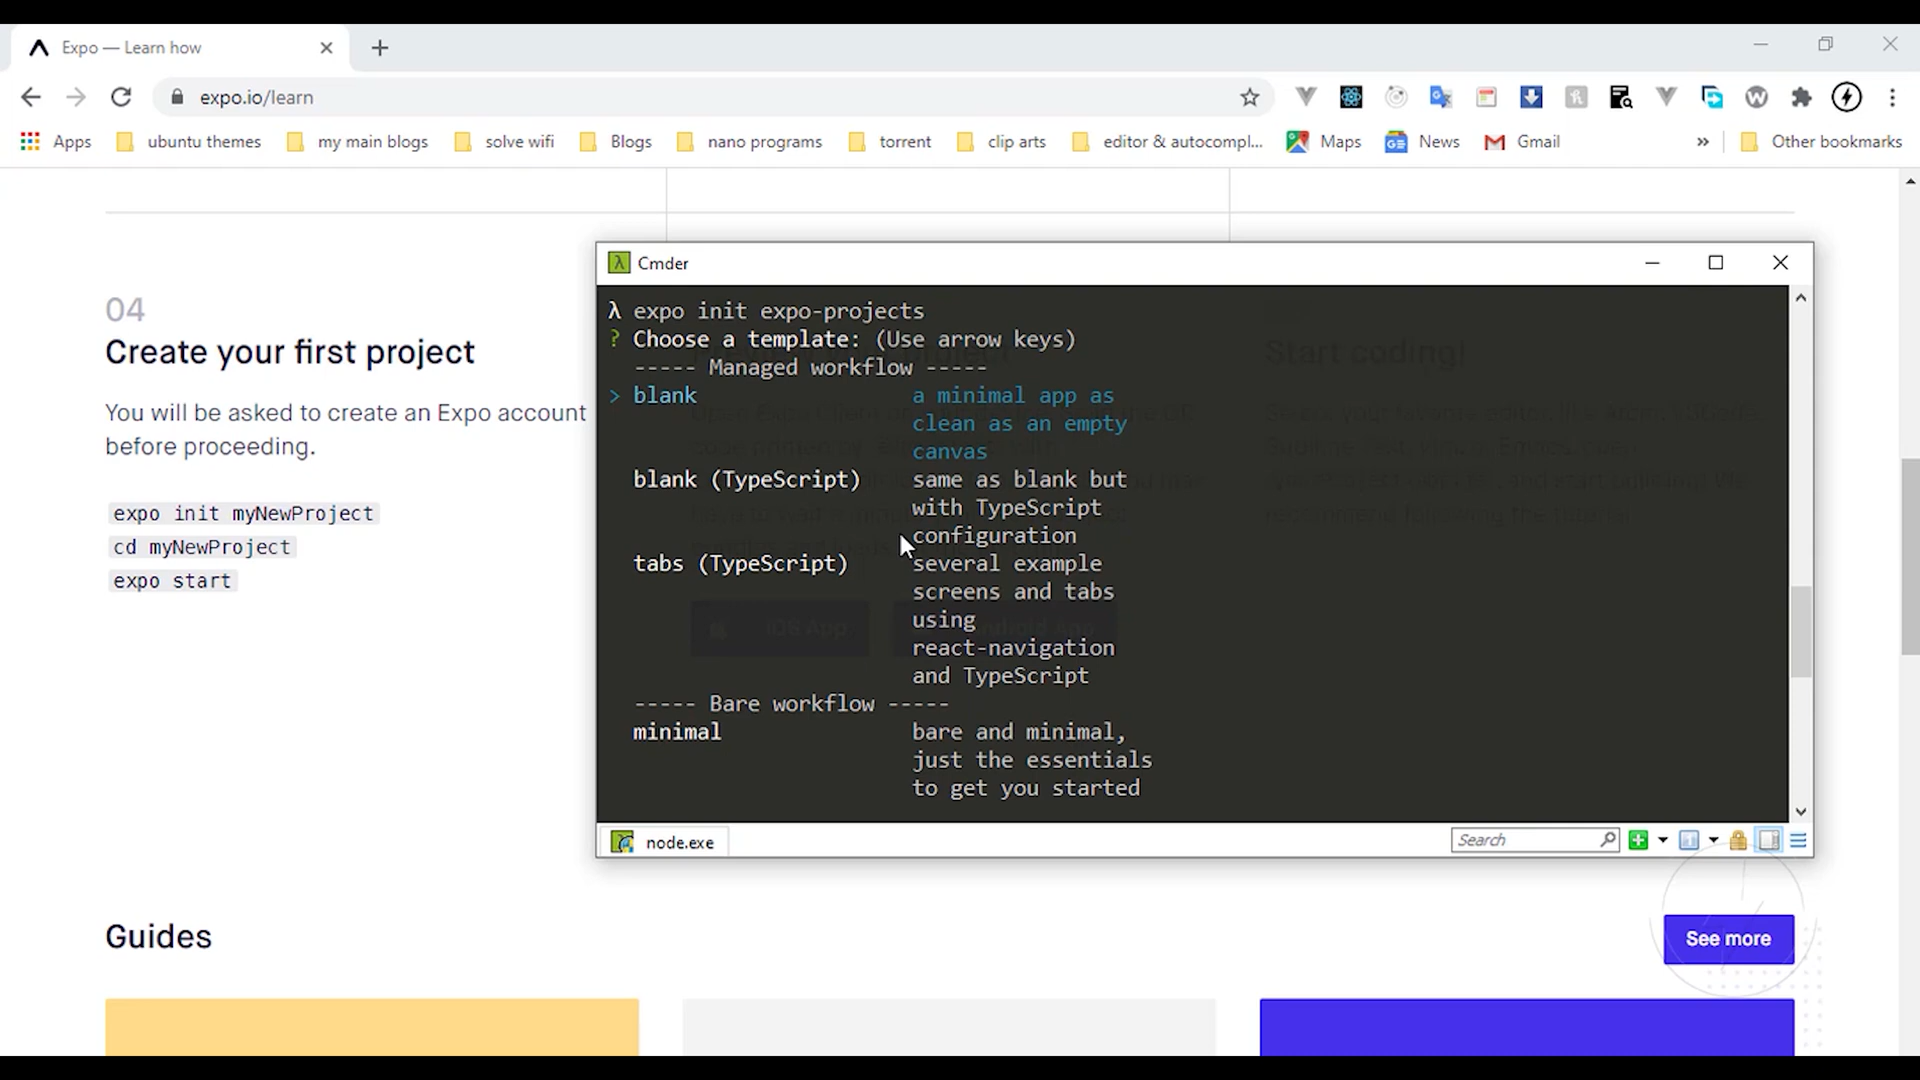 Expo — Learn how
expo.io/learn
Apps
ubuntu themes
my main blogs
solve wifi
Blogs
nano programs
torrent
clip arts
editor & autocompl...
Maps
News
Gmail
»
Other bookmarks
04
Create your first project
You will be asked to create an Expo account
before proceeding.
expo init myNewProject
cd myNewProject
expo start
Start coding!
Cmder
λ expo init expo-projects
? Choose a template: (Use arrow keys)
----- Managed workflow -----
> blank a minimal app as
clean as an empty
canvas
blank (TypeScript) same as blank but
with TypeScript
configuration
tabs (TypeScript) several example
screens and tabs
using
react-navigation
and TypeScript
----- Bare workflow -----
minimal bare and minimal,
just the essentials
to get you started
iOS App
node.exe
Search
Guides
See more